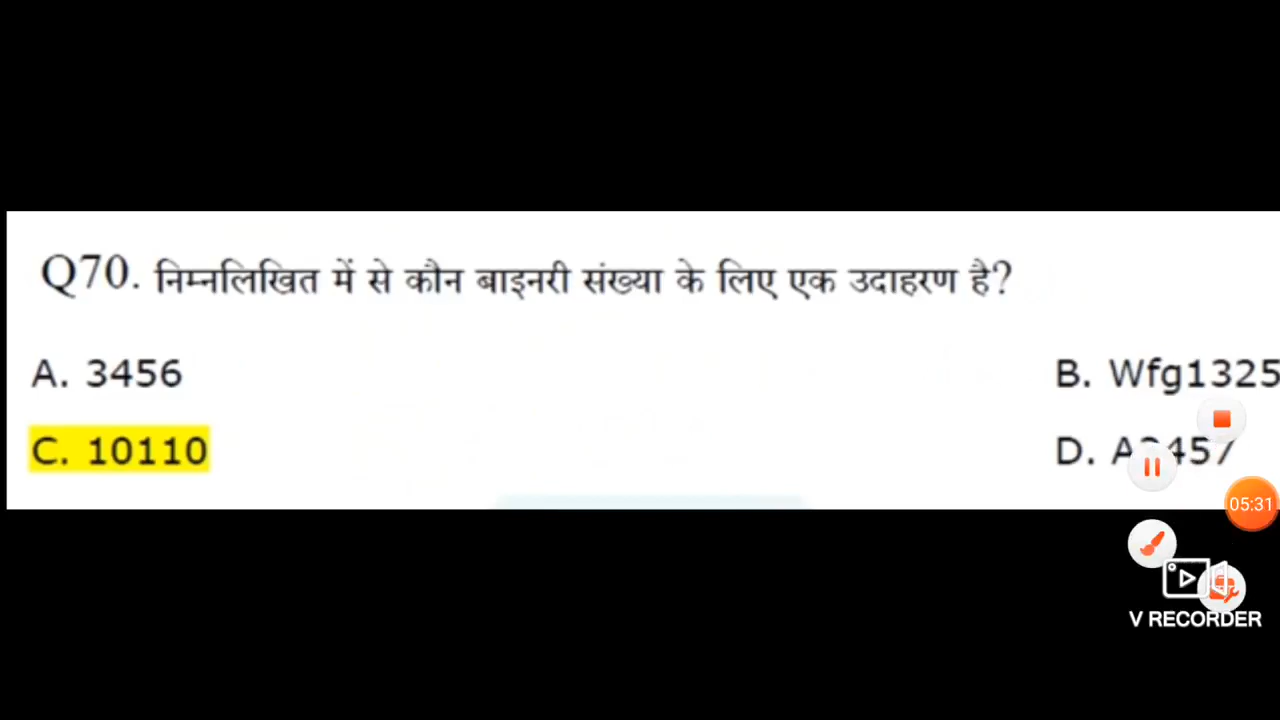 Q70. निम्नलिखित में से कौन बाइनरी संख्या के लिए एक उदाहरण है?
A. 3456
B. Wfg1325
C. 10110
D.
05:31
V RECORDER